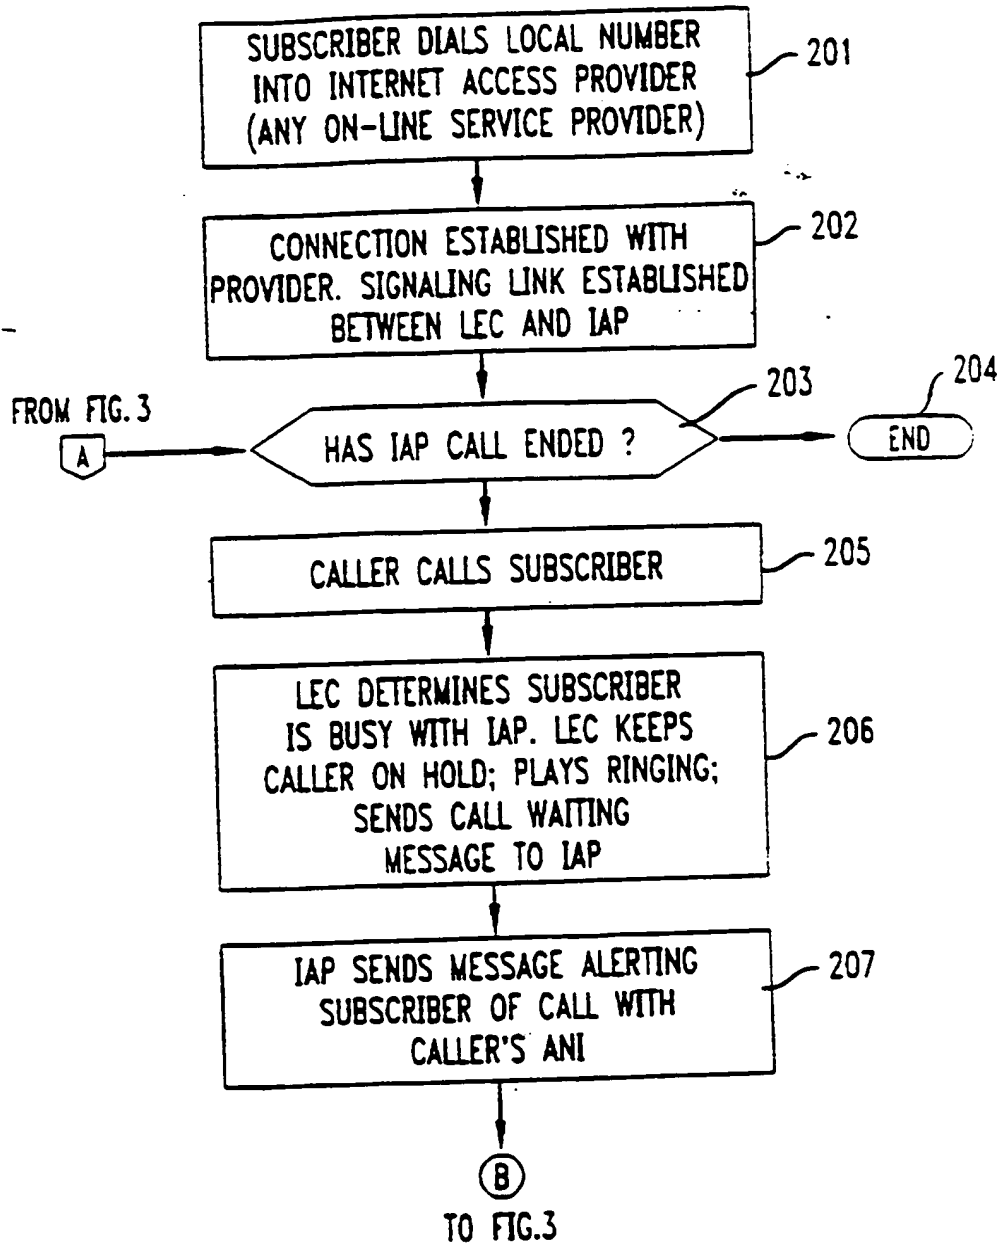 SUBSCRIBER DIALS LOCAL NUMBER
INTO INTERNET ACCESS PROVIDER
(ANY ON-LINE SERVICE PROVIDER)
201
CONNECTION ESTABLISHED WITH
PROVIDER. SIGNALING LINK ESTABLISHED
BETWEEN LEC AND IAP
202
FROM FIG. 3
A
HAS IAP CALL ENDED ?
203
204
END
CALLER CALLS SUBSCRIBER
205
LEC DETERMINES SUBSCRIBER
IS BUSY WITH IAP. LEC KEEPS
CALLER ON HOLD; PLAYS RINGING;
SENDS CALL WAITING
MESSAGE TO IAP
206
IAP SENDS MESSAGE ALERTING
SUBSCRIBER OF CALL WITH
CALLER'S ANI
207
B
TO FIG.3